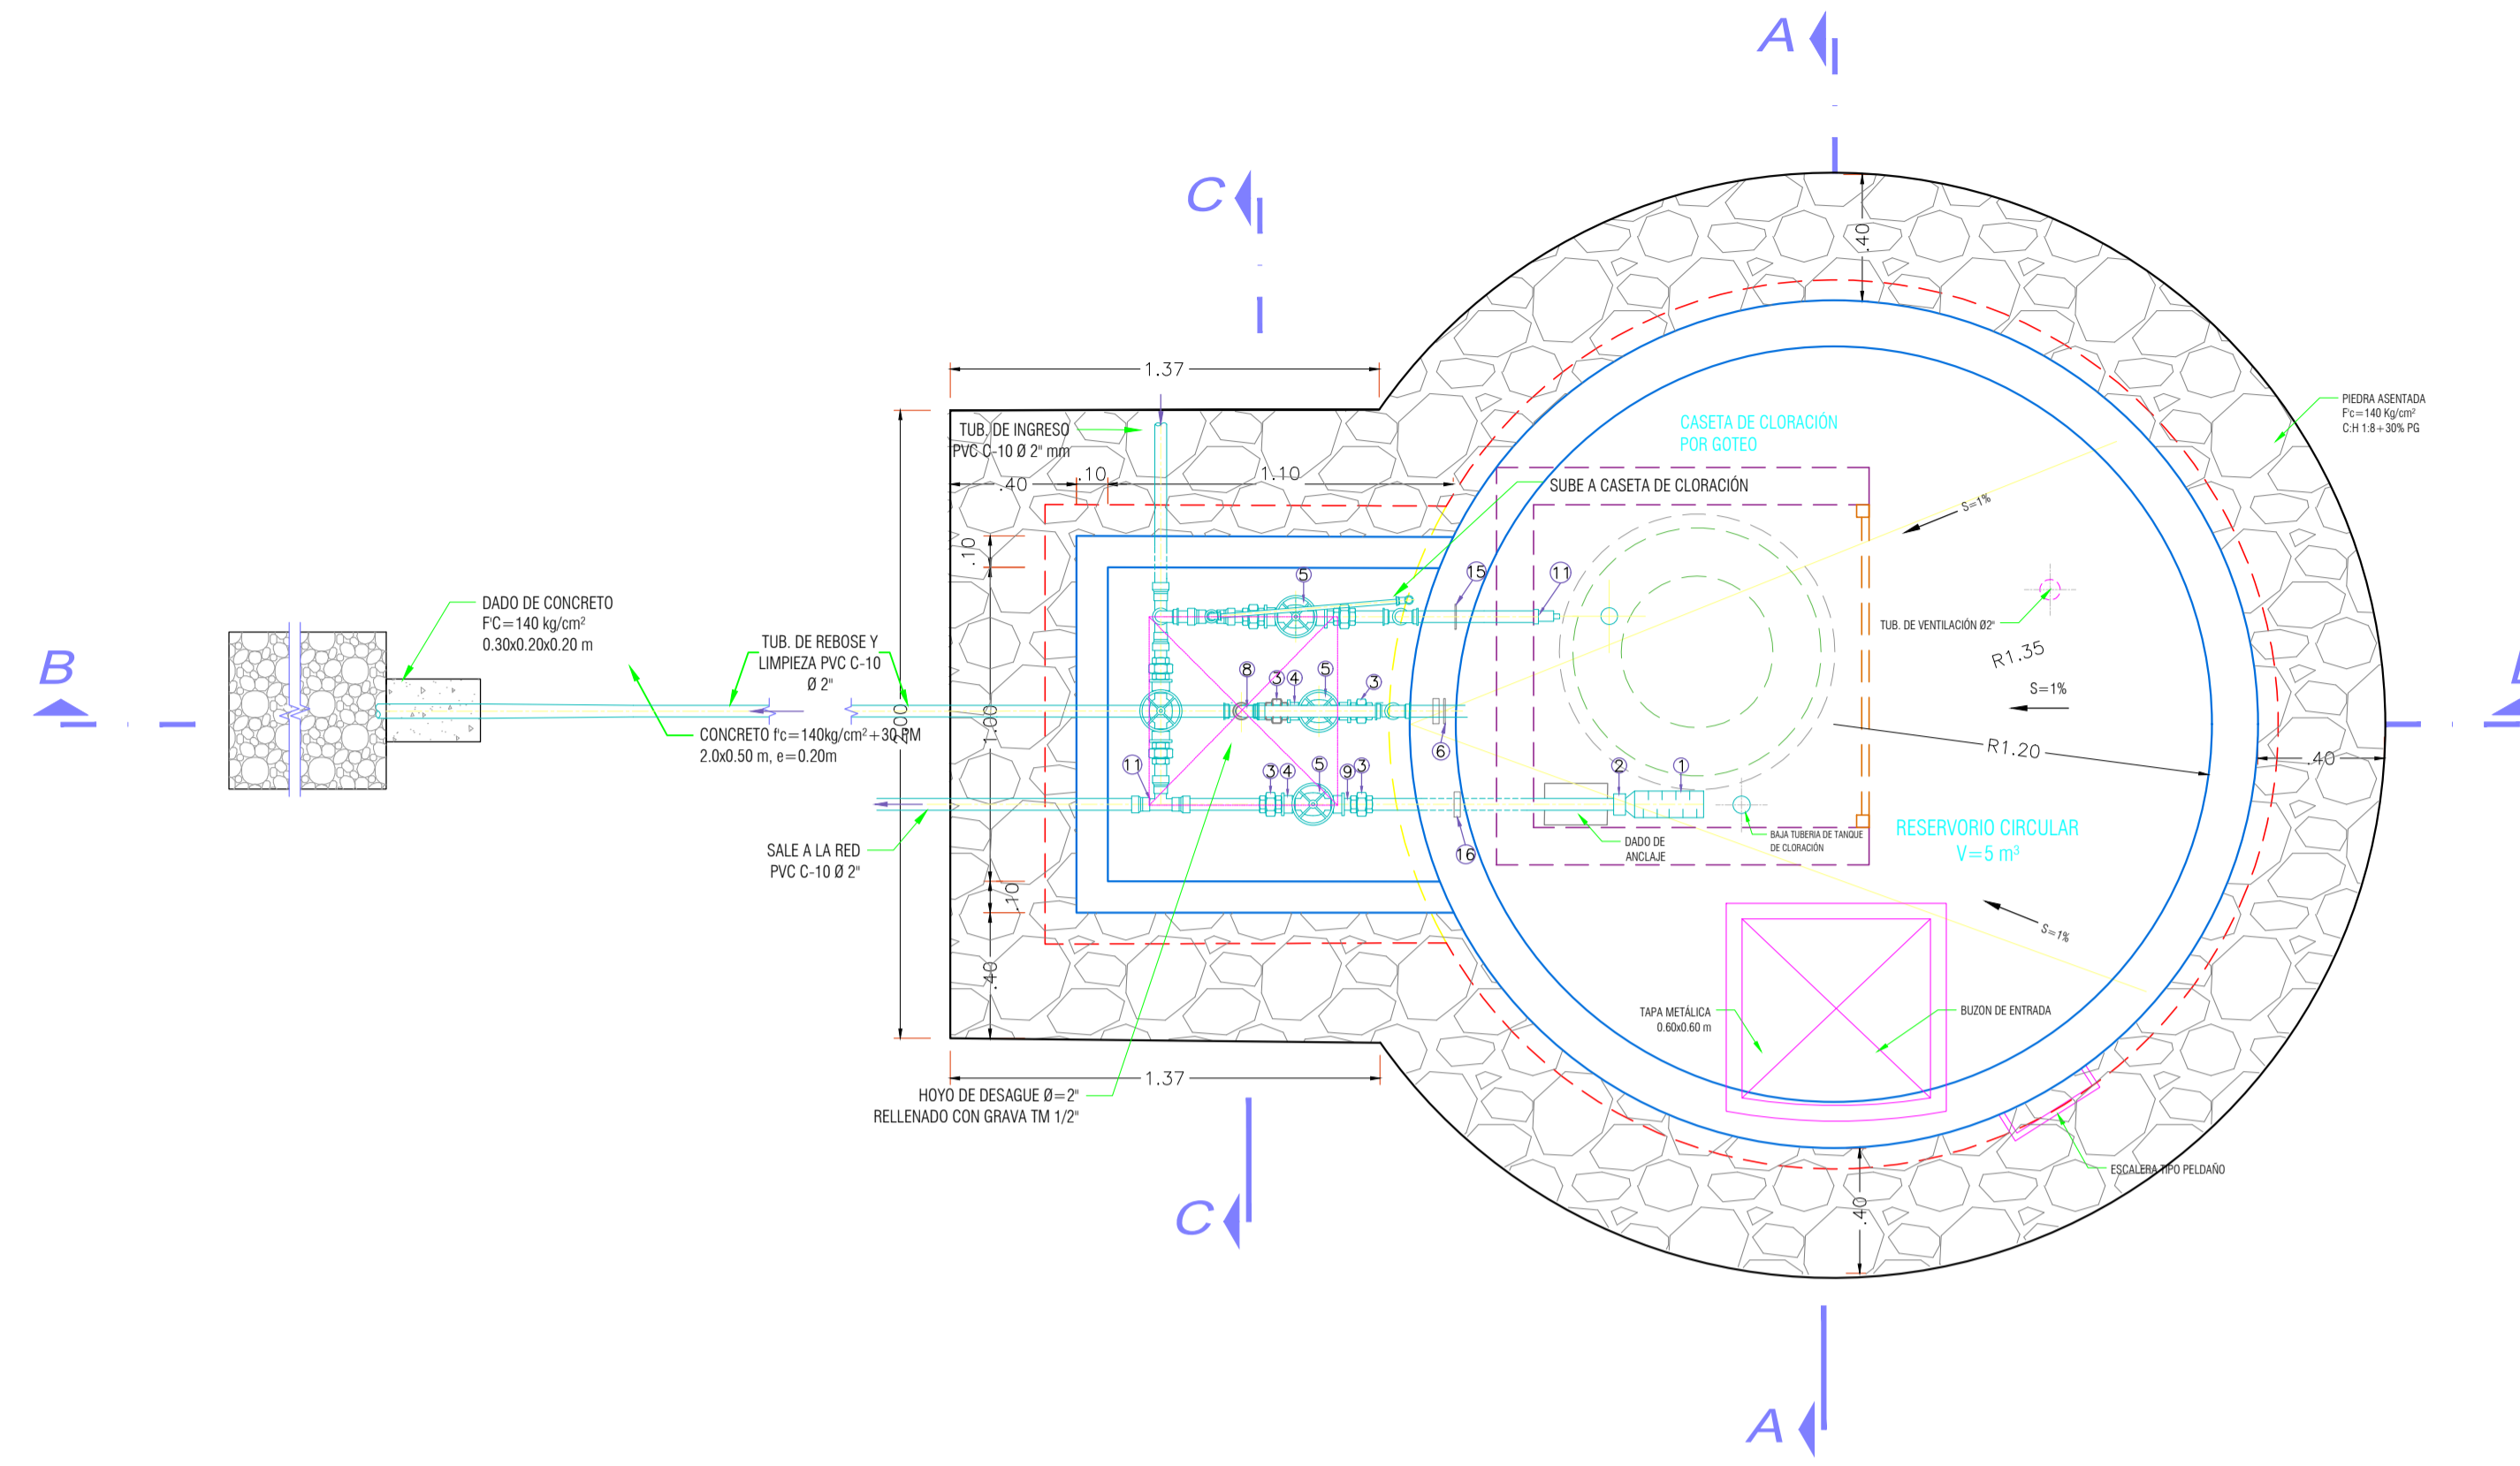 A
C
.40
1.37
PIEDRA ASENTADA
F'c=140 Kg/cm²
C:H 1:8+30% PG
TUB. DE INGRESO
PVC C-10 Ø 2" mm
CASETA DE CLORACIÓN
POR GOTEO
.40
.10
1.10
SUBE A CASETA DE CLORACIÓN
S=1%
.10
5
15
11
DADO DE CONCRETO
F'C=140 kg/cm²
0.30x0.20x0.20 m
TUB. DE VENTILACIÓN Ø2"
TUB. DE REBOSE Y
LIMPIEZA PVC C-10
Ø 2"
B
R1.35
S=1%
8
3
4
5
3
2.00
1.00
CONCRETO f'c=140kg/cm²+30 PM
2.0x0.50 m, e=0.20m
6
R1.20
.40
11
3
4
5
9
3
2
1
SALE A LA RED
PVC C-10 Ø 2"
16
DADO DE
ANCLAJE
BAJA TUBERIA DE TANQUE
DE CLORACIÓN
RESERVORIO CIRCULAR
V=5 m³
.10
S=1%
.40
TAPA METÁLICA
0.60x0.60 m
BUZON DE ENTRADA
1.37
HOYO DE DESAGUE Ø=2"
RELLENADO CON GRAVA TM 1/2"
ESCALERA TIPO PELDAÑO
.40
C
A